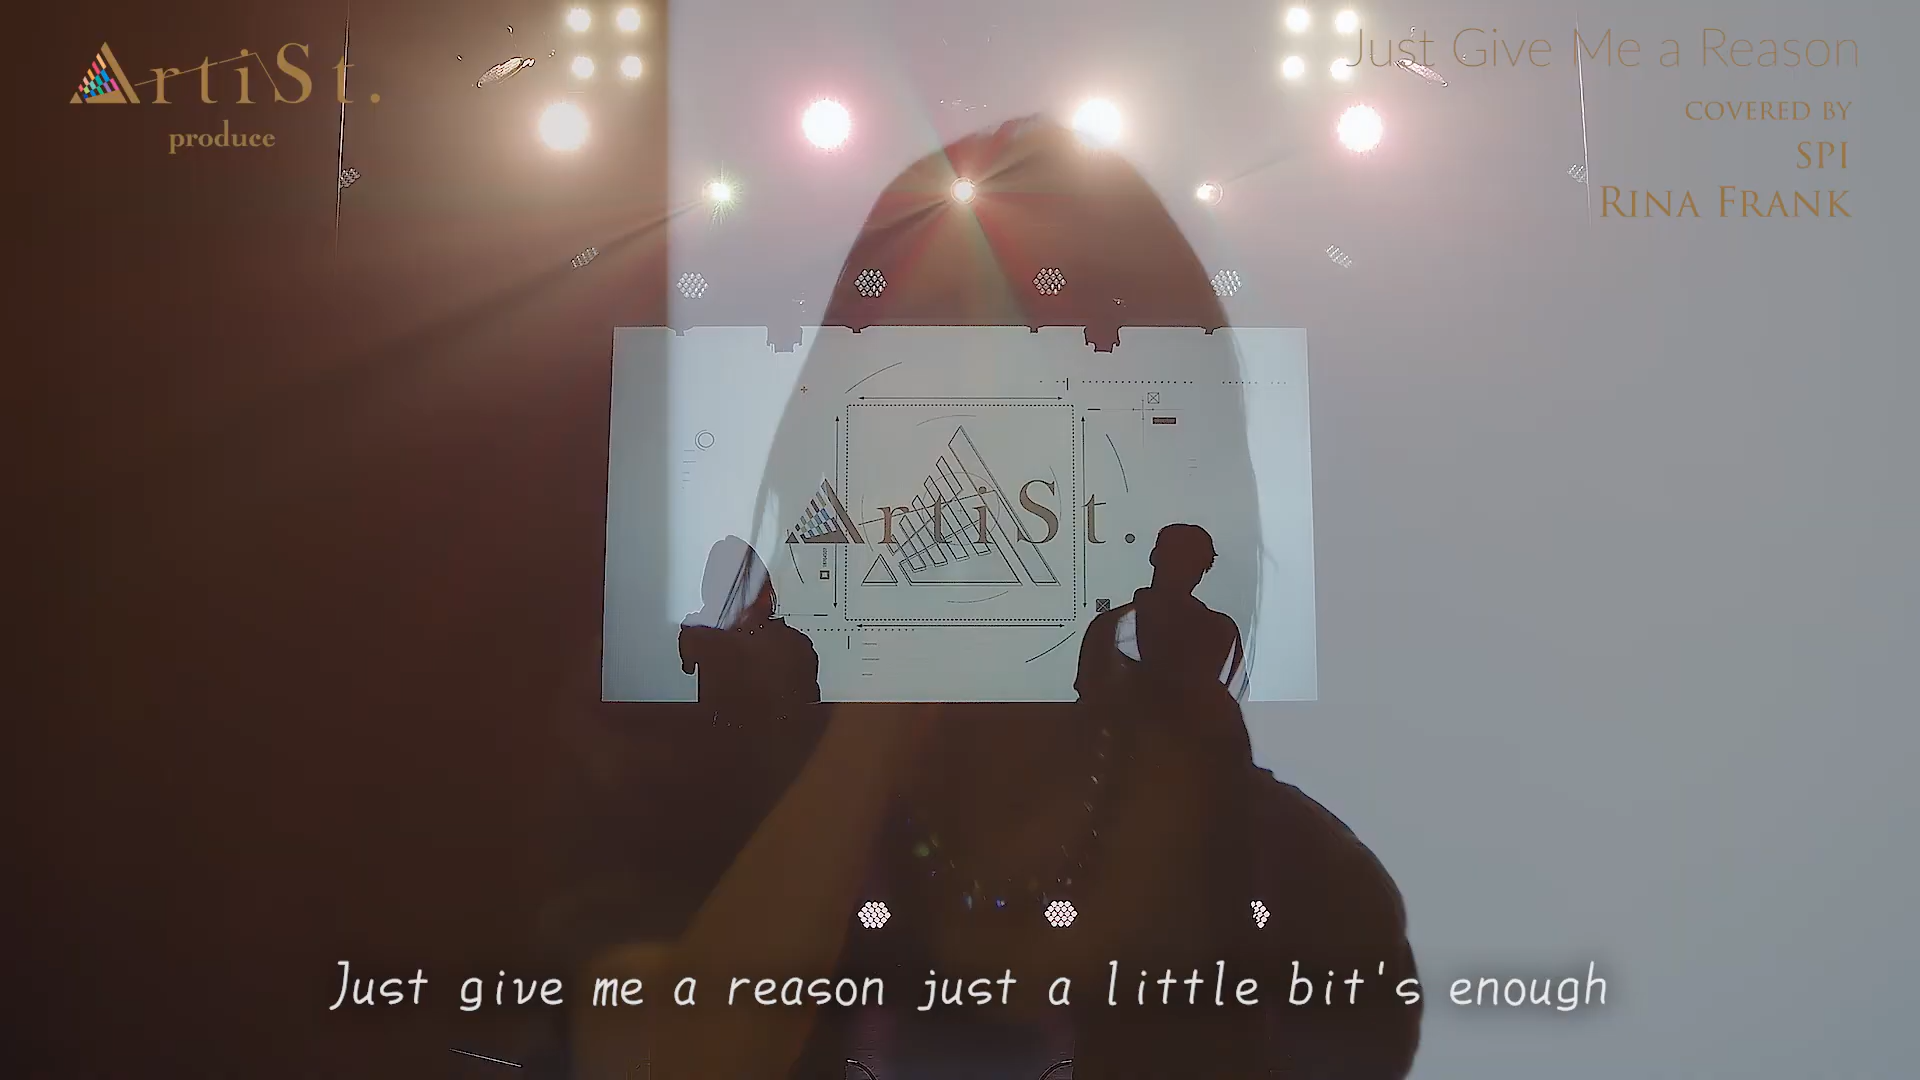 ArtiSt.
produce
Just Give Me a Reason
COVERED BY
SPI
RINA FRANK
ArtiSt.
Just give me a reason just a little bit's enough